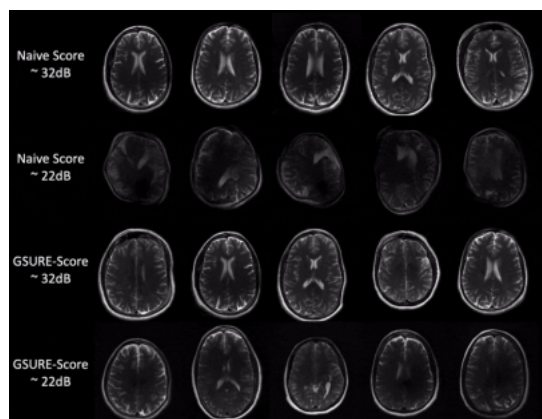 Naive Score
~ 32dB
Naive Score
~ 22dB
GSURE-Score
~ 32dB
GSURE-Score
~ 22dB